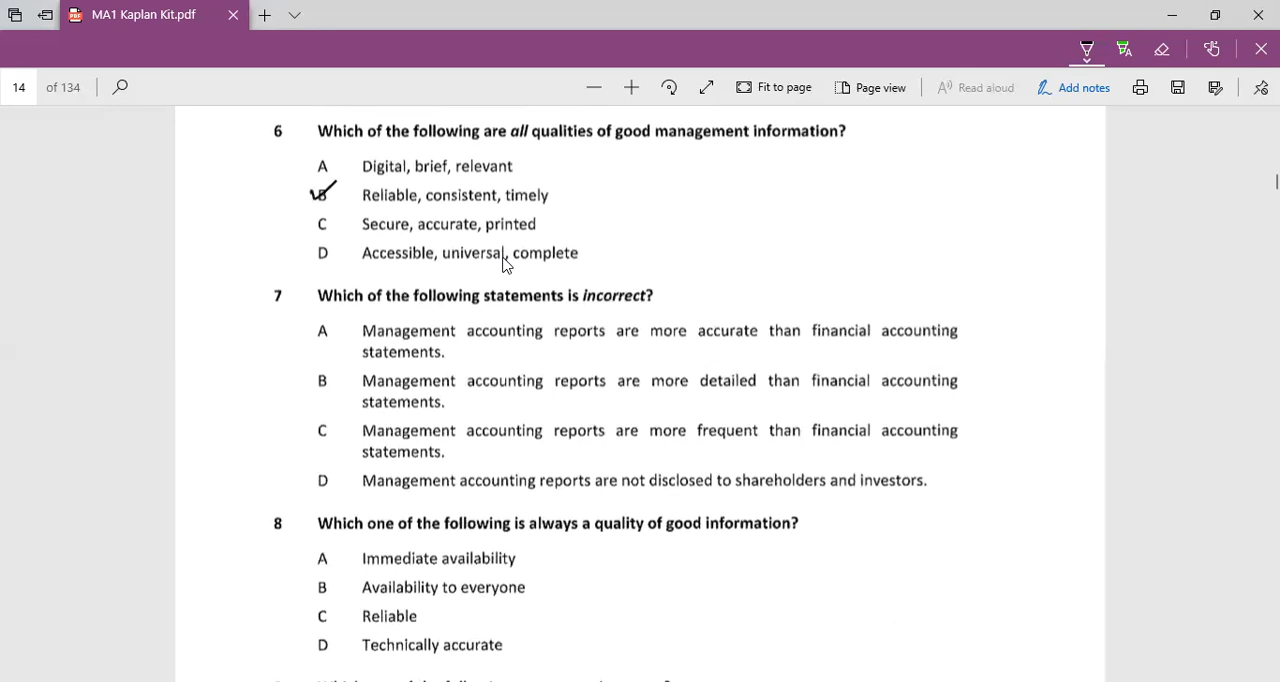 MA1 Kaplan Kit.pdf
14 of 134 Fit to page Page view Read aloud Add notes
6 Which of the following are all qualities of good management information?
A Digital, brief, relevant
B Reliable, consistent, timely
C Secure, accurate, printed
D Accessible, universal, complete
7 Which of the following statements is incorrect?
A Management accounting reports are more accurate than financial accounting
statements.
B Management accounting reports are more detailed than financial accounting
statements.
C Management accounting reports are more frequent than financial accounting
statements.
D Management accounting reports are not disclosed to shareholders and investors.
8 Which one of the following is always a quality of good information?
A Immediate availability
B Availability to everyone
C Reliable
D Technically accurate